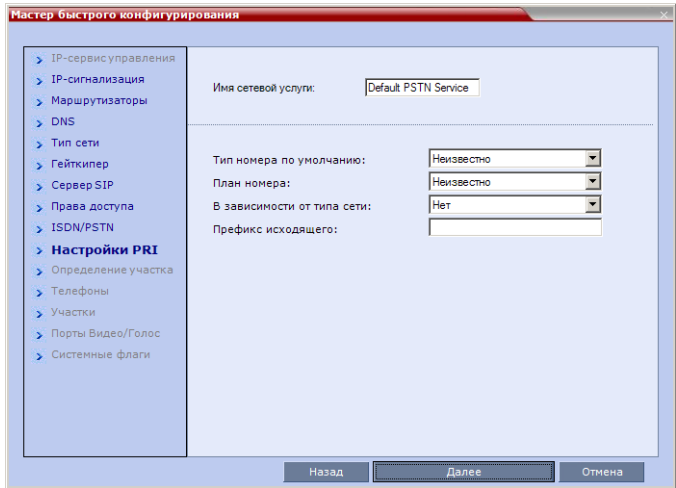 Мастер быстрого конфигурирования
IP-сервис управления
IP-сигнализация
Маршрутизаторы
DNS
Тип сети
Гейткипер
Сервер SIP
Права доступа
ISDN/PSTN
Настройки PRI
Определение участка
Телефоны
Участки
Порты Видео/Голос
Системные флаги
Имя сетевой услуги: Default PSTN Service
Тип номера по умолчанию: Неизвестно
План номера: Неизвестно
В зависимости от типа сети: Нет
Префикс исходящего:
Назад Далее Отмена